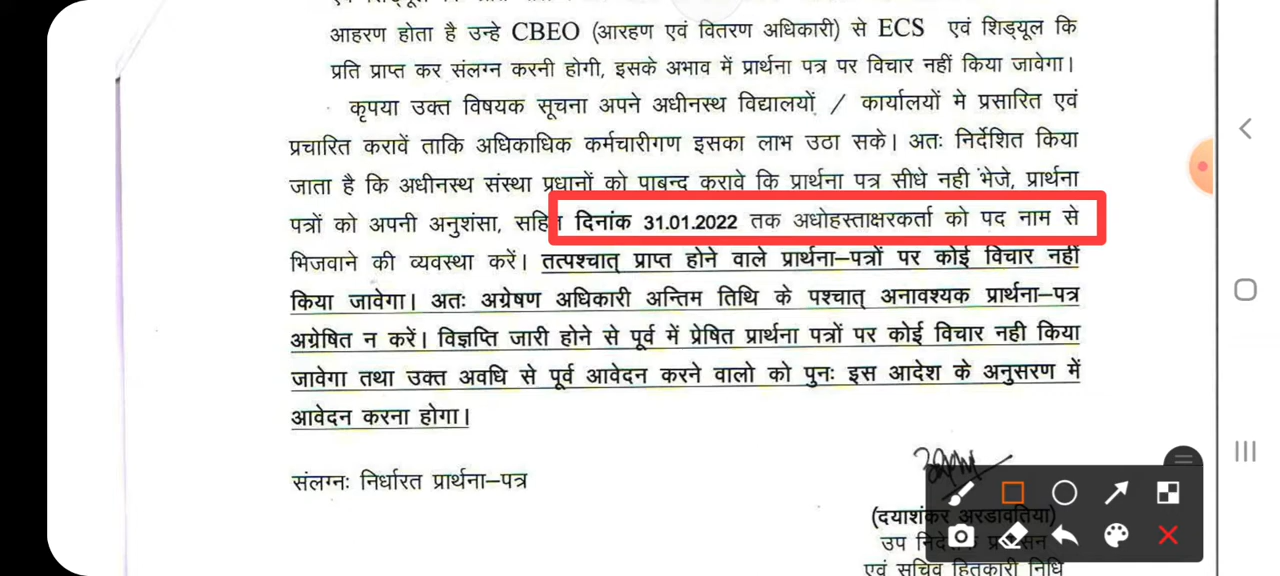 आहरण होता है उन्हे CBEO (आरहण एवं वितरण अधिकारी) से ECS एवं शिड्यूल कि
प्रति प्राप्त कर संलग्न करनी होगी, इसके अभाव में प्रार्थना पत्र पर विचार नहीं किया जावेगा।
कृपया उक्त विषयक सूचना अपने अधीनस्थ विद्यालयों / कार्यालयों मे प्रसारित एवं
प्रचारित करावें ताकि अधिकाधिक कर्मचारीगण इसका लाभ उठा सके। अतः निर्देशित किया
जाता है कि अधीनस्थ संस्था प्रधानों को पाबन्द करावे कि प्रार्थना पत्र सीधे नही भेजे, प्रार्थना
पत्रों को अपनी अनुशंसा, सहित दिनांक 31.01.2022 तक अधोहस्ताक्षरकर्ता को पद नाम से
भिजवाने की व्यवस्था करें। तत्पश्चात् प्राप्त होने वाले प्रार्थना–पत्रों पर कोई विचार नहीं
किया जावेगा। अतः अग्रेषण अधिकारी अन्तिम तिथि के पश्चात् अनावश्यक प्रार्थना–पत्र
अग्रेषित न करें। विज्ञप्ति जारी होने से पूर्व में प्रेषित प्रार्थना पत्रों पर कोई विचार नही किया
जावेगा तथा उक्त अवधि से पूर्व आवेदन करने वालो को पुनः इस आदेश के अनुसरण में
आवेदन करना होगा।
संलग्नः निर्धारत प्रार्थना–पत्र
(दयाशंकर अरडावतिया)
उप निदेशक प्रशासन
एवं सचिव हितकारी निधि